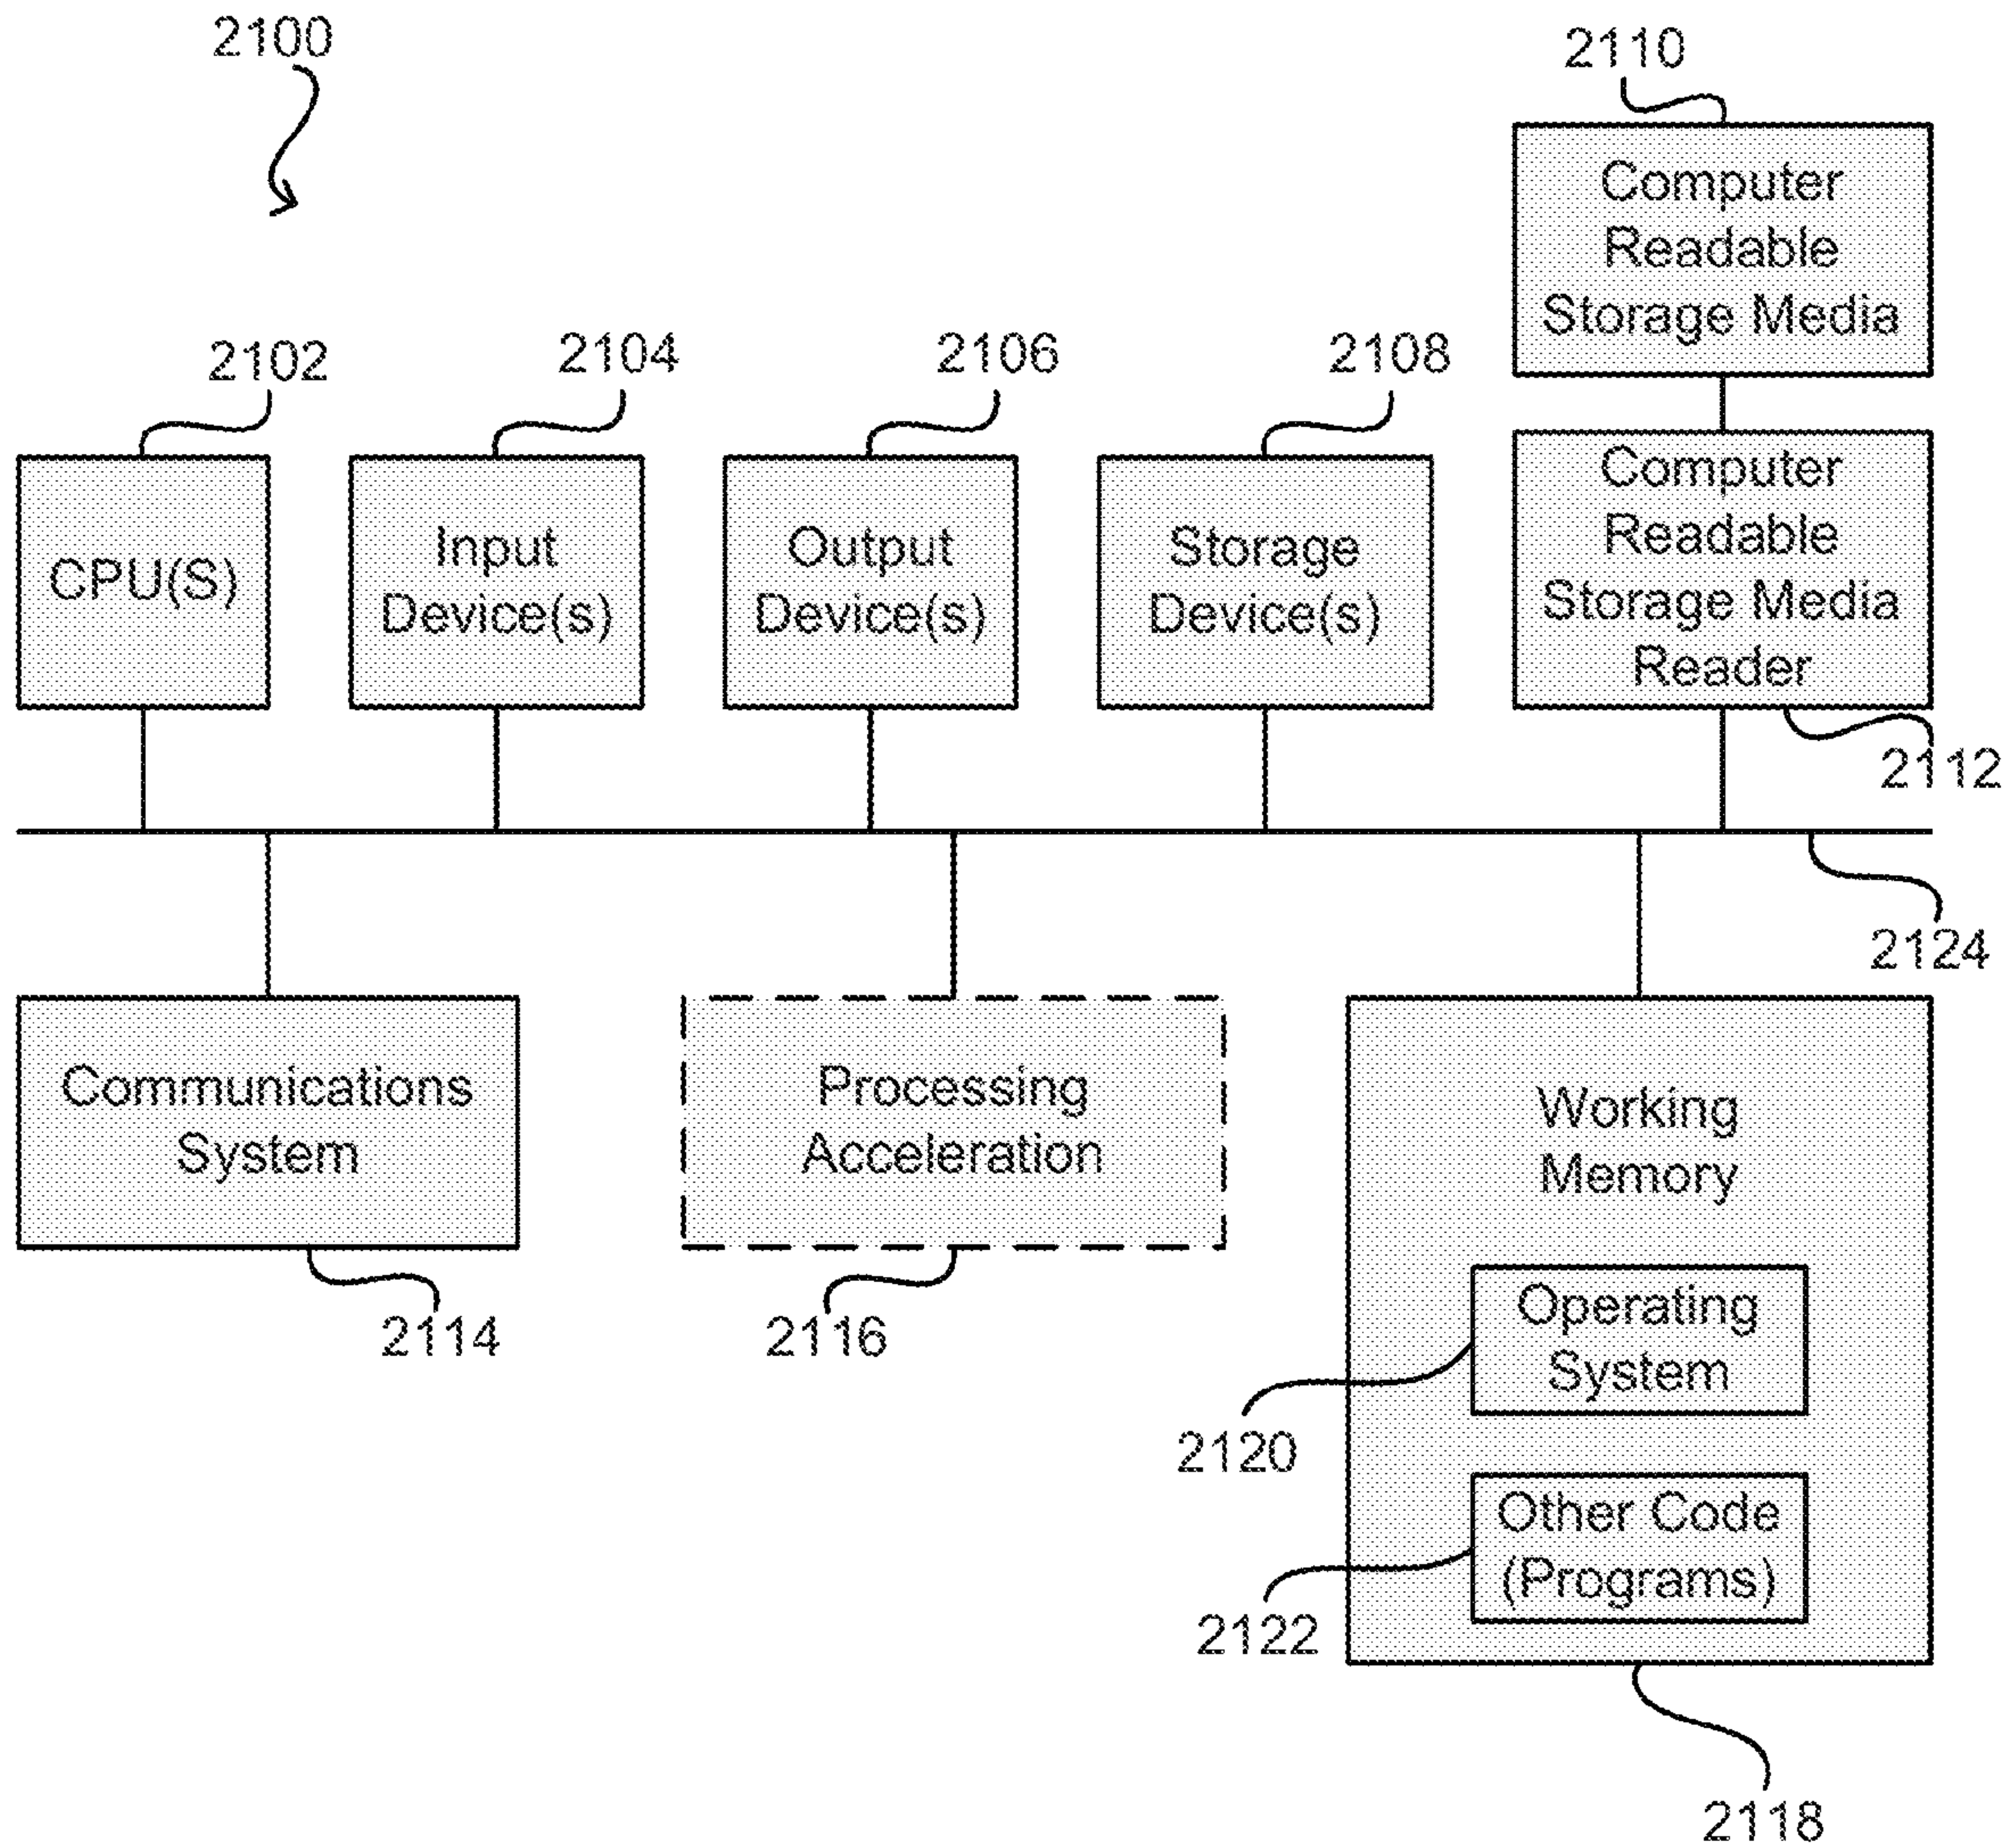 2100
2110
Computer
Readable
Storage Media
2102
2104
2106
2108
CPU(S)
Input
Device(s)
Output
Device(s)
Storage
Device(s)
Computer
Readable
Storage Media
Reader
2112
2124
Communications
System
2114
Processing
Acceleration
2116
Working
Memory
Operating
System
2120
Other Code
(Programs)
2122
2118